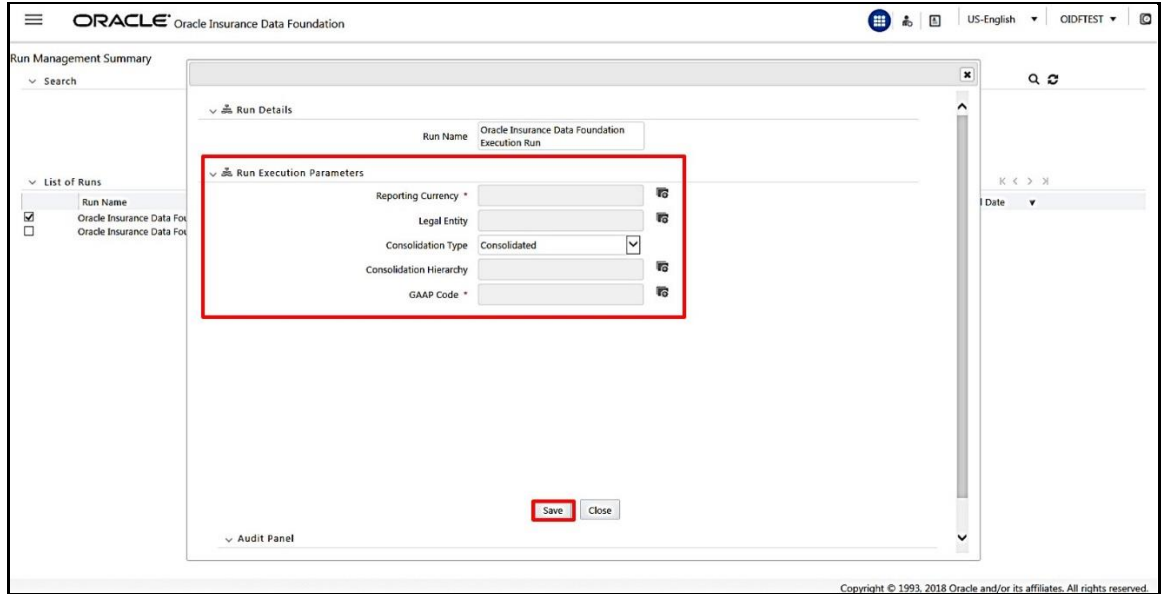 ORACLE Oracle Insurance Data Foundation
US-English OIDFTEST
Run Management Summary
Search
Run Details
Run Name Oracle Insurance Data Foundation
Execution Run
Run Execution Parameters
List of Runs
Reporting Currency *
Run Name
Date
Oracle Insurance Data Fou
Legal Entity
Oracle Insurance Data Fou
Consolidation Type Consolidated
Consolidation Hierarchy
GAAP Code *
Save Close
Audit Panel
Copyright © 1993, 2018 Oracle and/or its affiliates. All rights reserved.